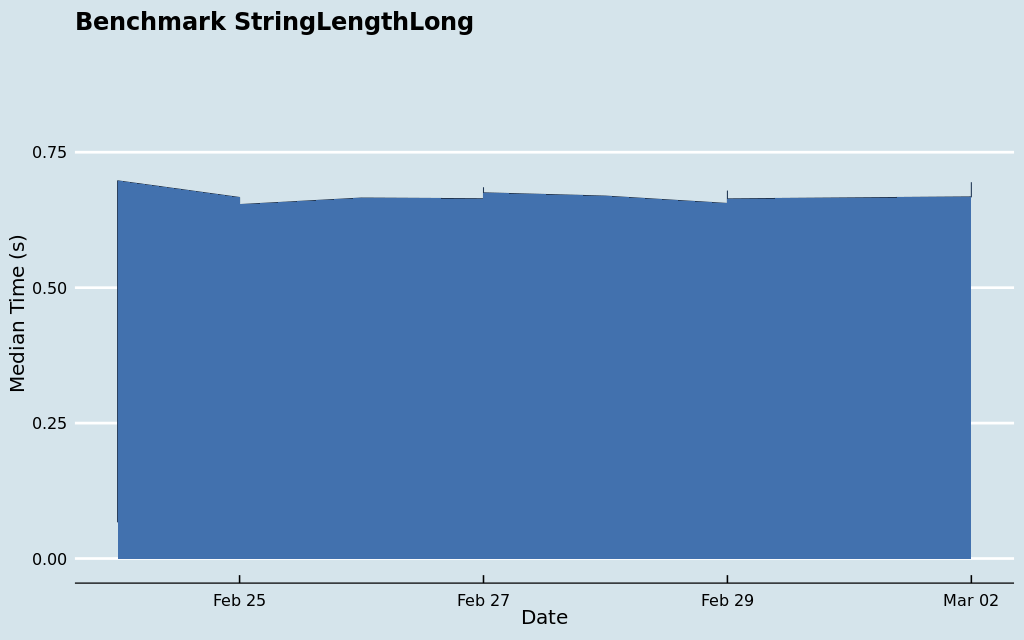 Benchmark StringLengthLong
Median Time (s)
0.75
0.50
0.25
0.00
Feb 25
Feb 27
Feb 29
Mar 02
Date